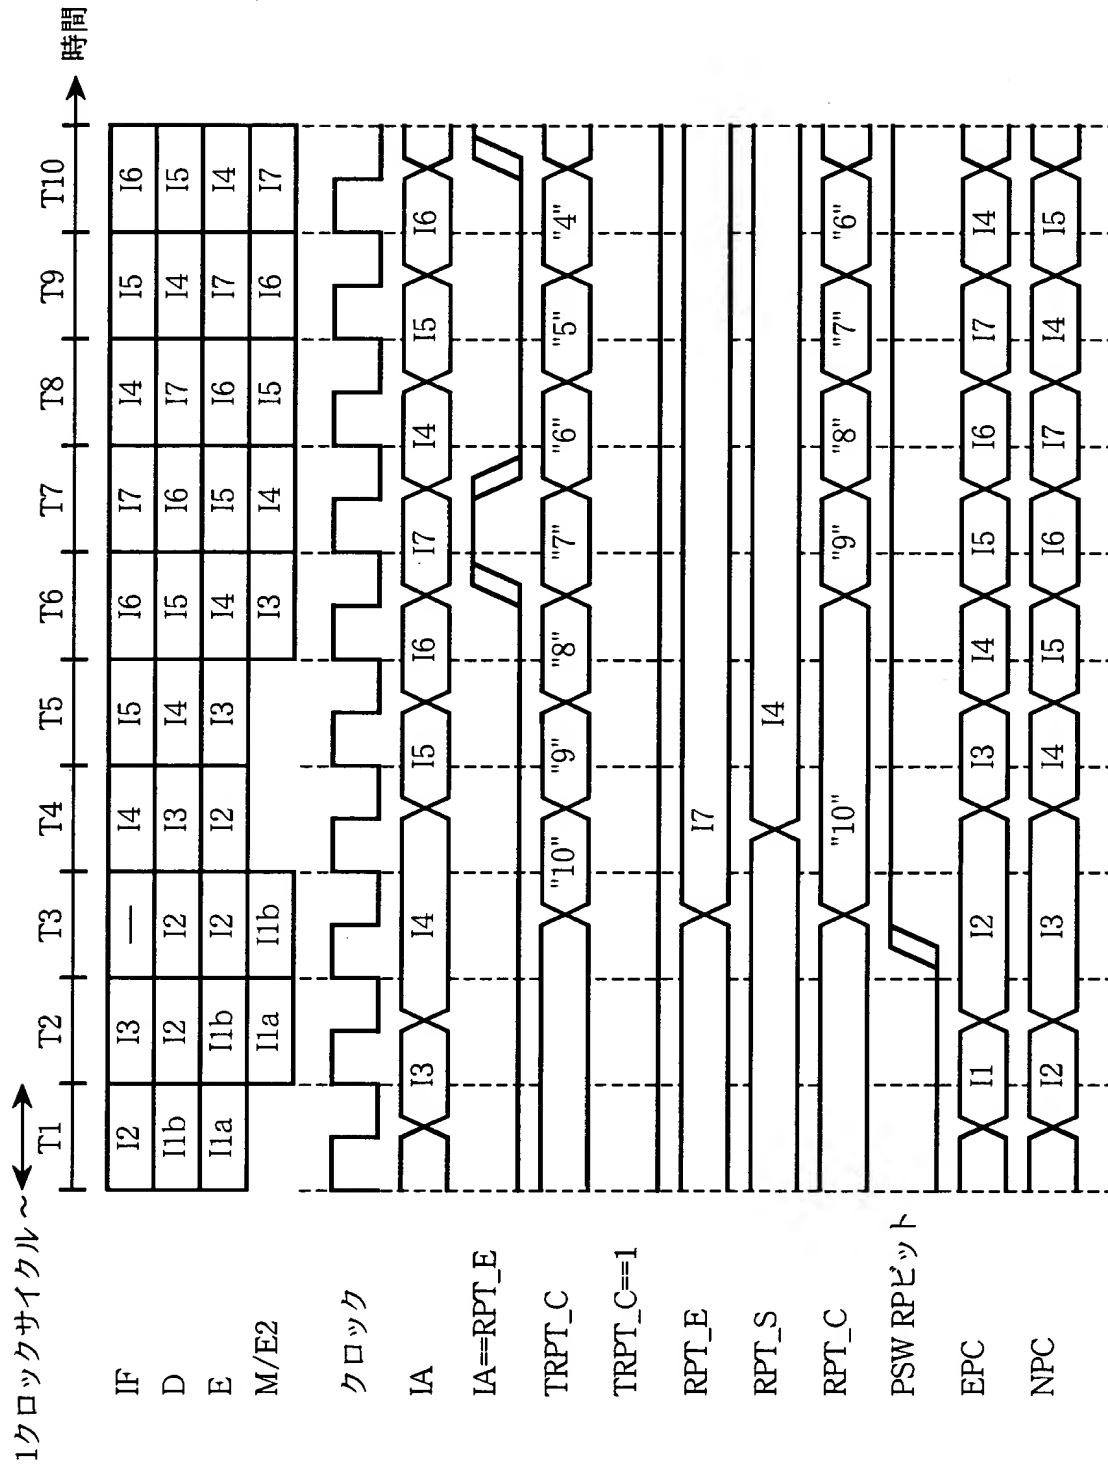 1クロックサイクル～
時間
T1 T2 T3 T4 T5 T6 T7 T8 T9 T10
IF I2 I3 — I4 I5 I6 I7 I4 I5 I6
D I1b I2 I2 I3 I4 I5 I6 I7 I4 I5
E I1a I1b I2 I2 I3 I4 I5 I6 I7 I4
M/E2 I1a I1b I3 I4 I5 I6 I7
クロック
IA I3 I4 I5 I6 I7 I4 I5 I6
IA==RPT_E
TRPT_C "10" "9" "8" "7" "6" "5" "4"
TRPT_C==1
RPT_E I7
RPT_S I4
RPT_C "10" "9" "8" "7" "6"
PSW RPビット
EPC I1 I2 I3 I4 I5 I6 I7 I4
NPC I2 I3 I4 I5 I6 I7 I4 I5